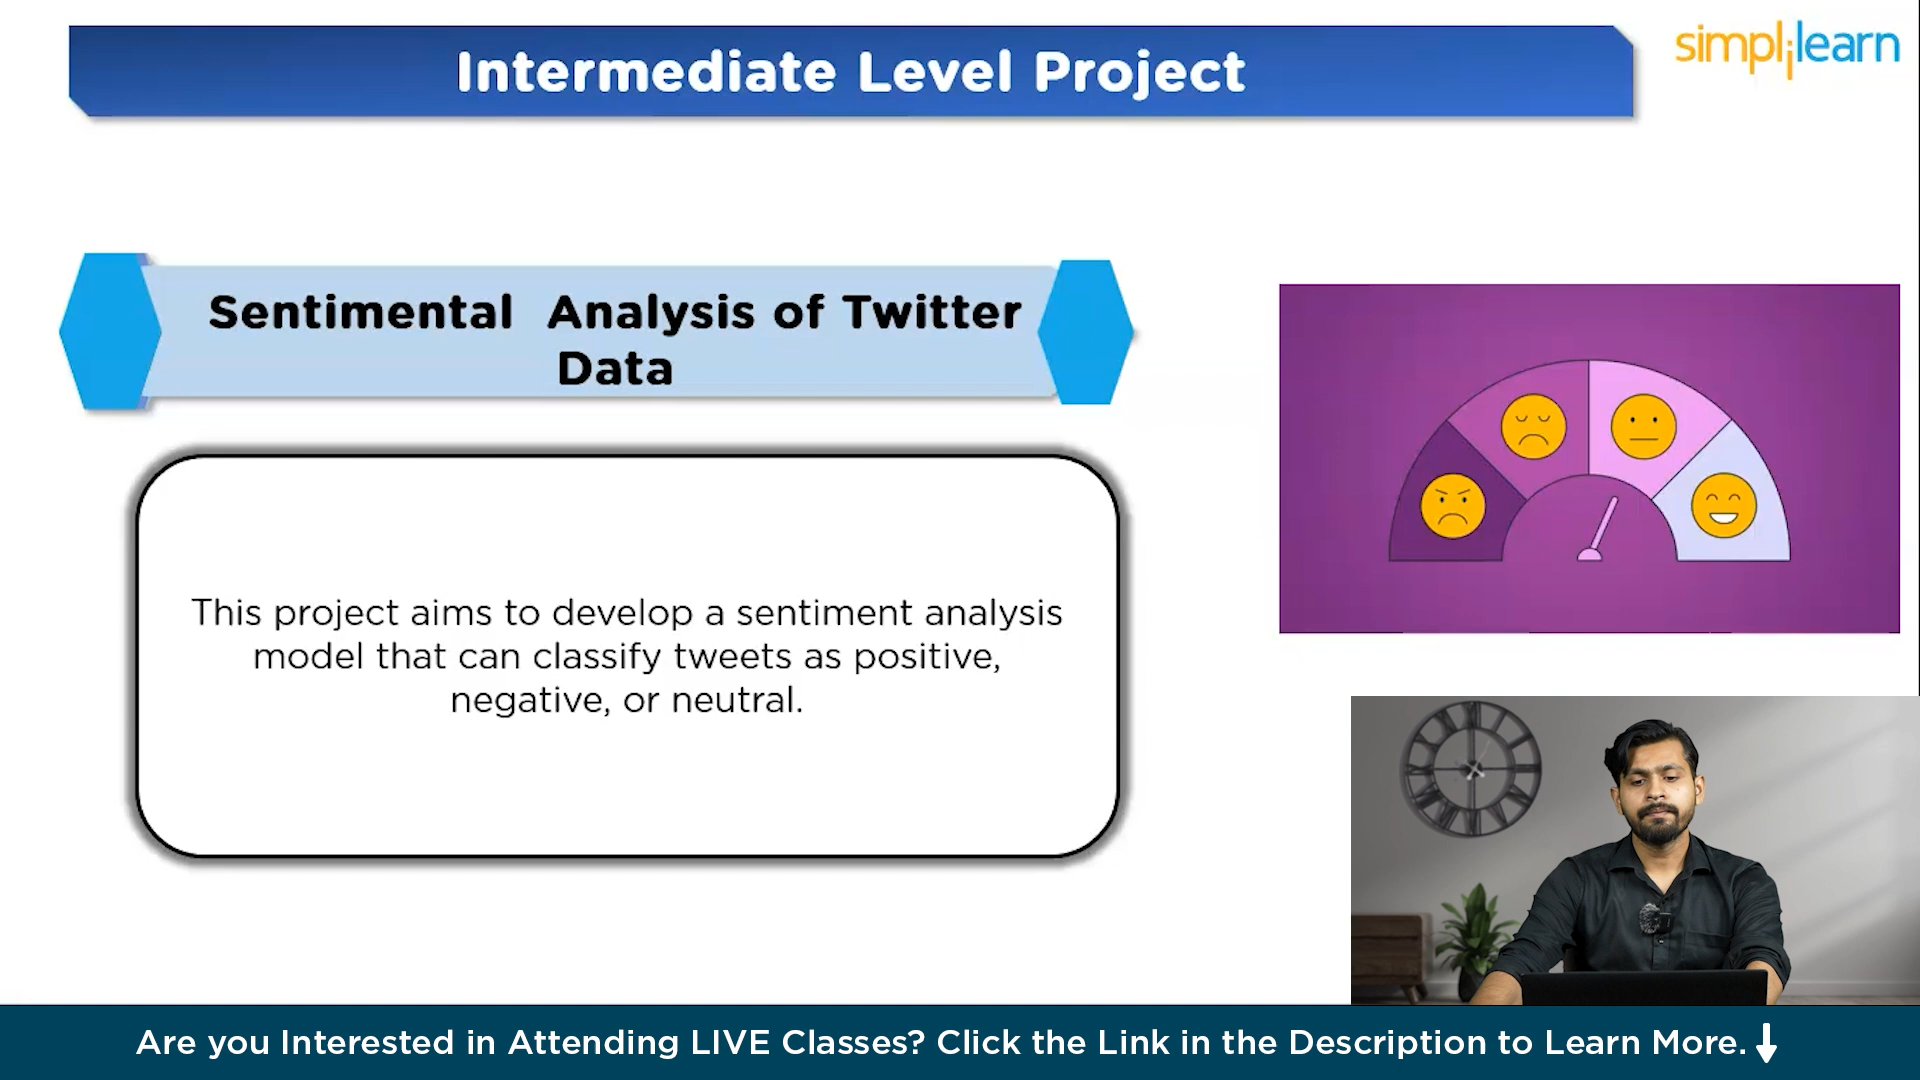 Intermediate Level Project
simplilearn
Sentimental Analysis of Twitter
Data
This project aims to develop a sentiment analysis
model that can classify tweets as positive,
negative, or neutral.
Are you Interested in Attending LIVE Classes? Click the Link in the Description to Learn More.